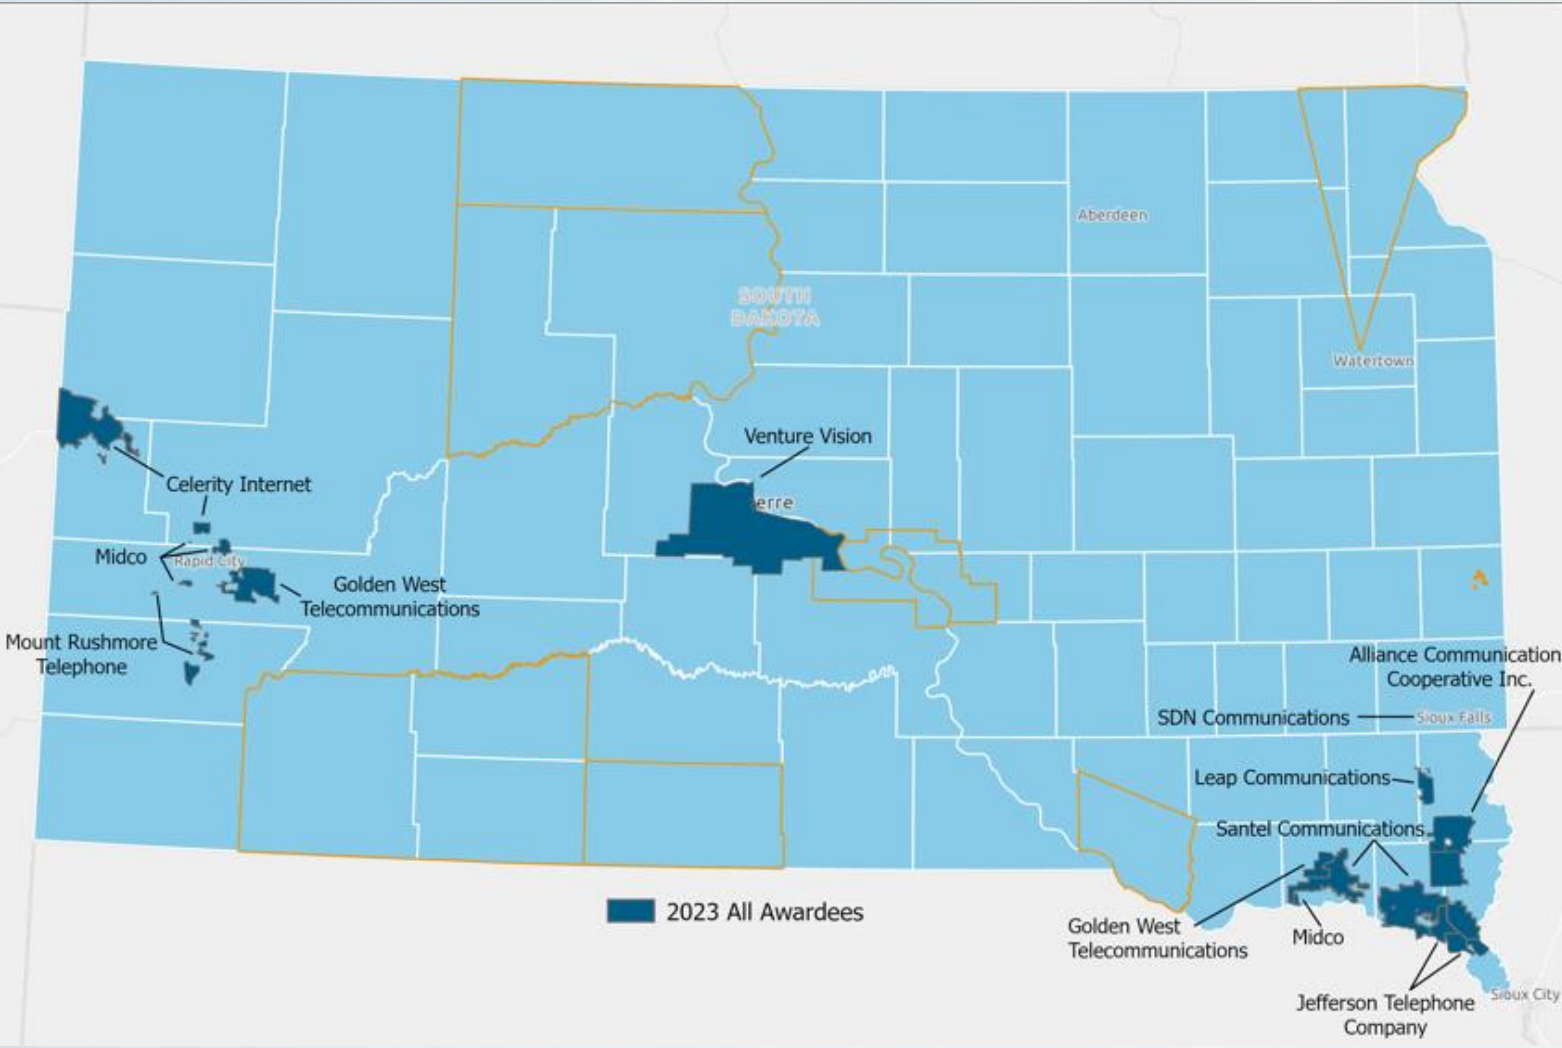 Aberdeen
SOUTH
DAKOTA
Watertown
Venture Vision
erre
Celerity Internet
Midco
Rapid City
Golden West
Telecommunications
Mount Rushmore
Telephone
Alliance Communication
Cooperative Inc.
SDN Communications
Sioux Falls
Leap Communications
Santel Communications
2023 All Awardees
Golden West
Telecommunications
Midco
Jefferson Telephone
Company
Sioux City